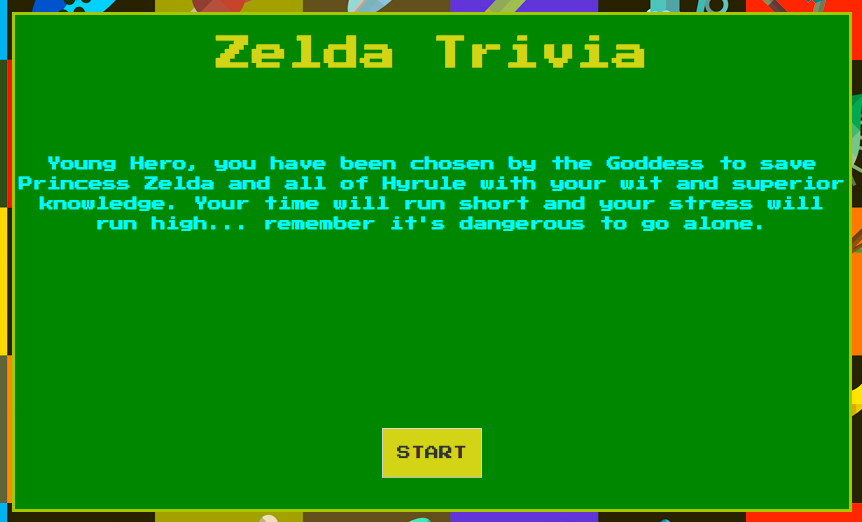 Zelda Trivia
Young Hero, you have been chosen by the Goddess to save
Princess Zelda and all of Hyrule with your wit and superior
knowledge. Your time will run short and your stress will
run high... remember it's dangerous to go alone.
START